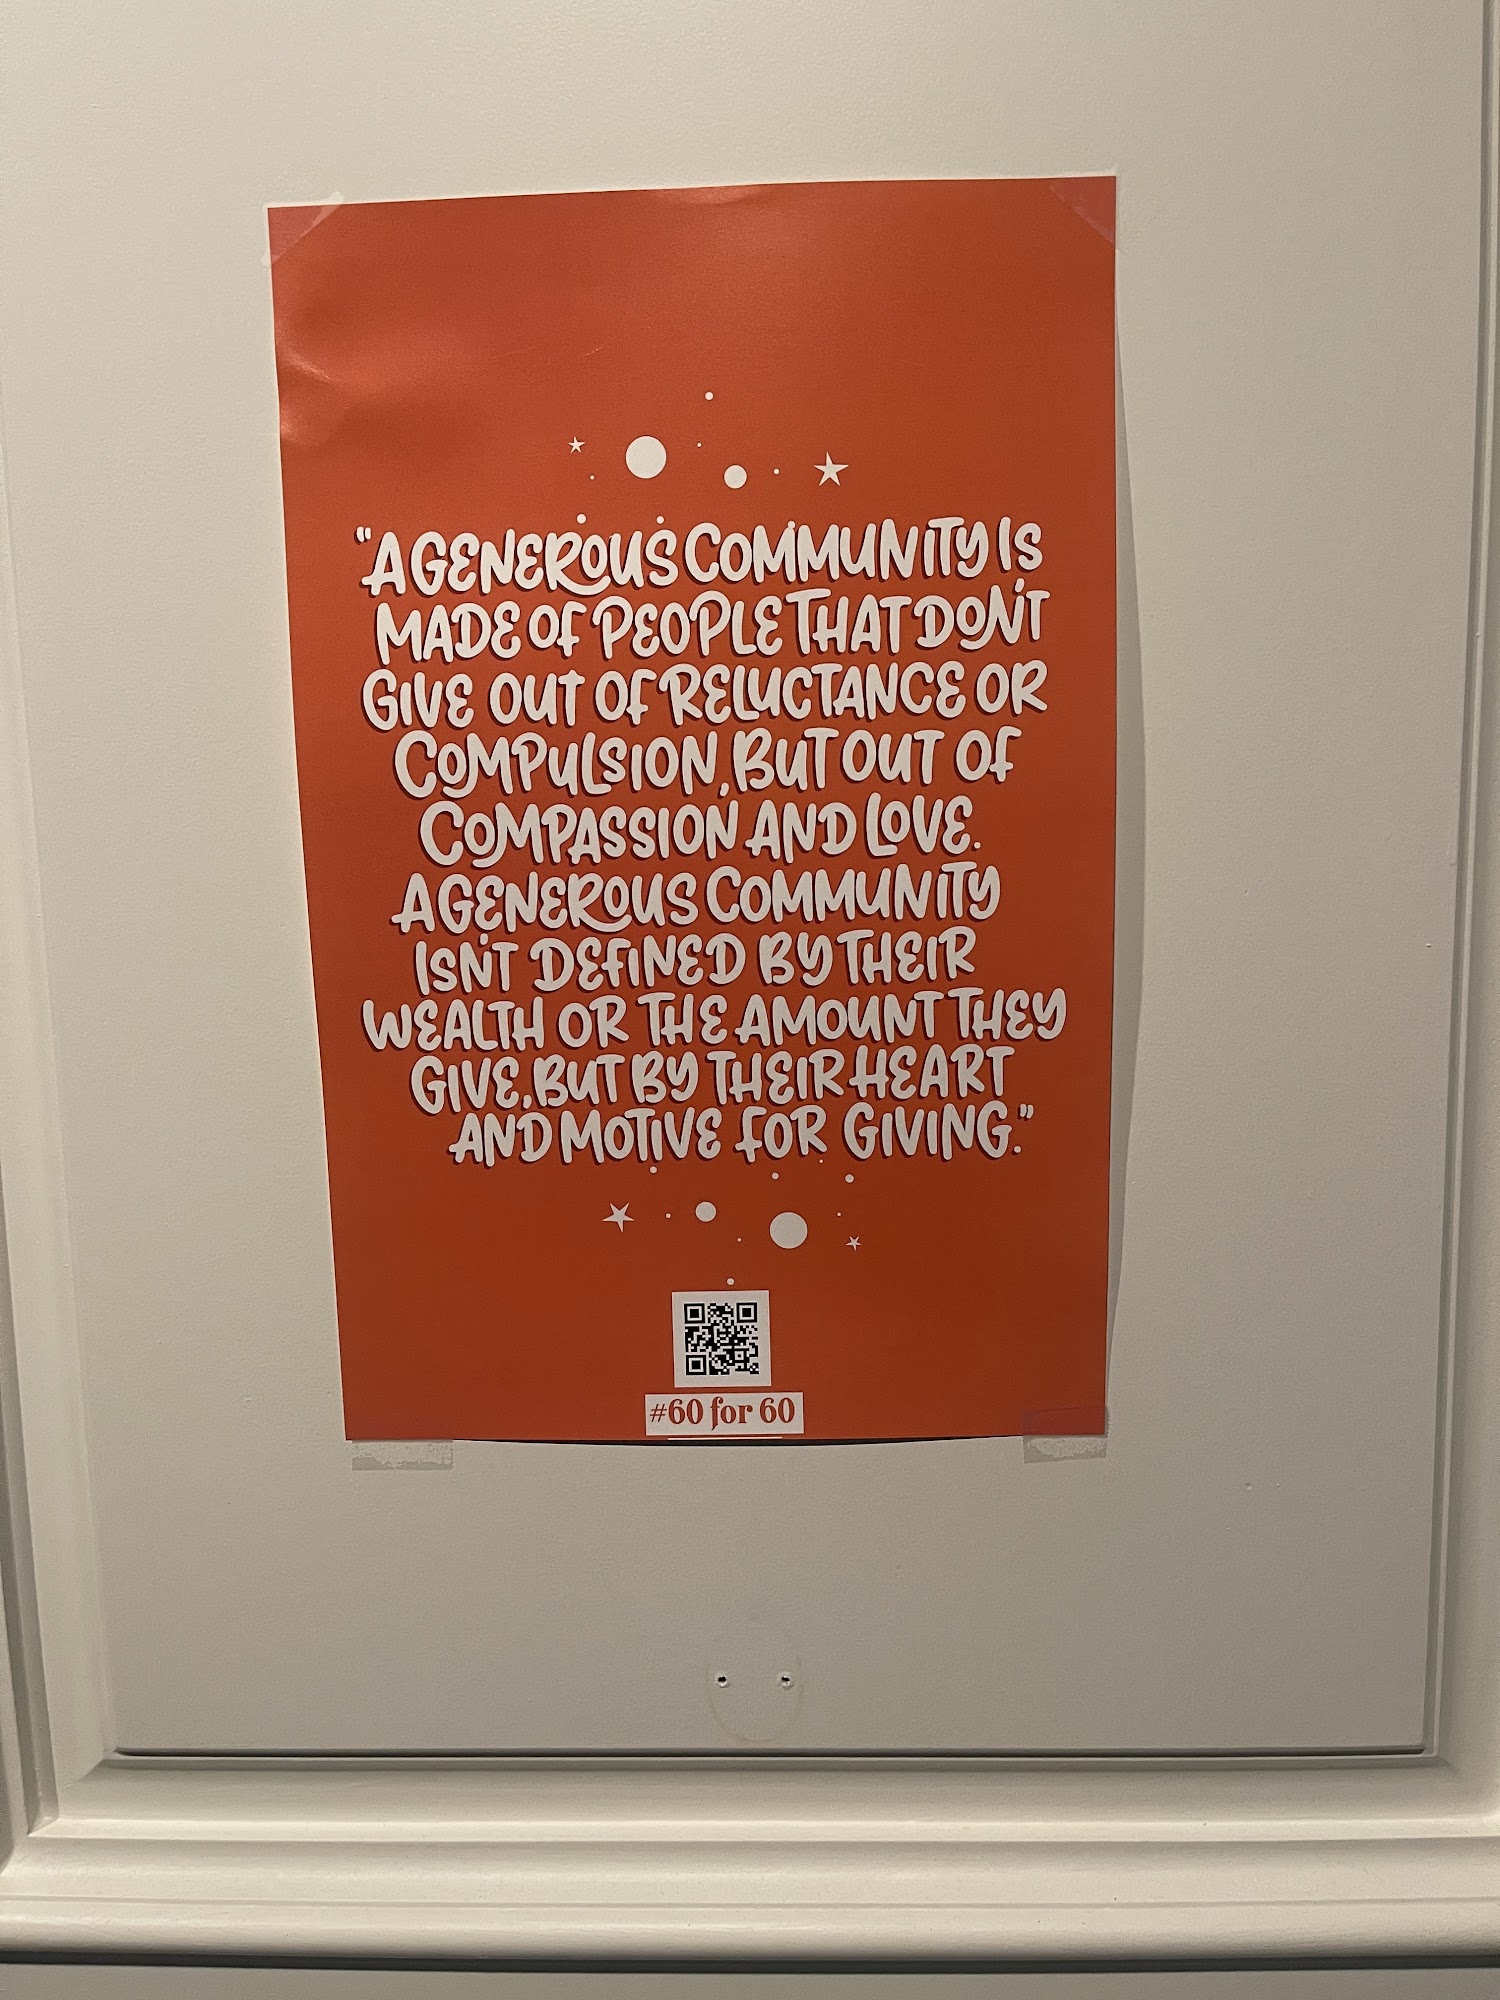 "A GENEROUS COMMUNITY IS
MADE OF PEOPLE THAT DON'T
GIVE OUT OF RELUCTANCE OR
COMPULSION, BUT OUT OF
COMPASSION AND LOVE.
A GENEROUS COMMUNITY
ISN'T DEFINED BY THEIR
WEALTH OR THE AMOUNT THEY
GIVE, BUT BY THEIR HEART
AND MOTIVE FOR GIVING."
#60 for 60